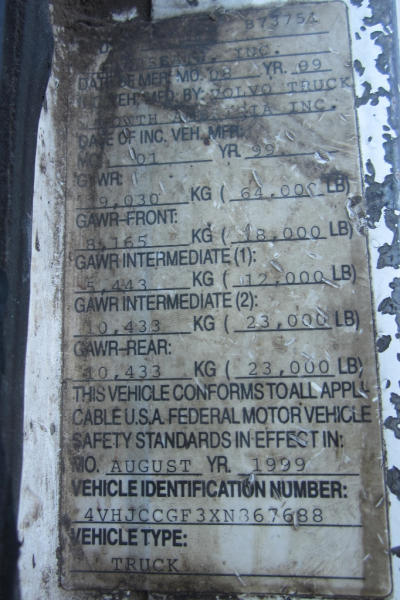 B7375A
INC.
DATE OF MFR. MO. 08 YR. 99
INC. VEH. MFD. BY: VOLVO TRUCK
NORTH INC.
DATE OF INC. VEH. MFR.
MO. 01 YR. 99
GVWR:
29,030 KG ( 64,000 LB)
GAWR-FRONT:
8,165 KG ( 18,000 LB)
GAWR INTERMEDIATE (1):
5,443 KG ( 12,000 LB)
GAWR INTERMEDIATE (2):
10,433 KG ( 23,000 LB)
GAWR-REAR:
10,433 KG ( 23,000 LB)
THIS VEHICLE CONFORMS TO ALL APPLI
CABLE U.S.A. FEDERAL MOTOR VEHICLE
SAFETY STANDARDS IN EFFECT IN:
MO. AUGUST YR. 1999
VEHICLE IDENTIFICATION NUMBER:
4VHJCCGF3XN867688
VEHICLE TYPE:
TRUCK